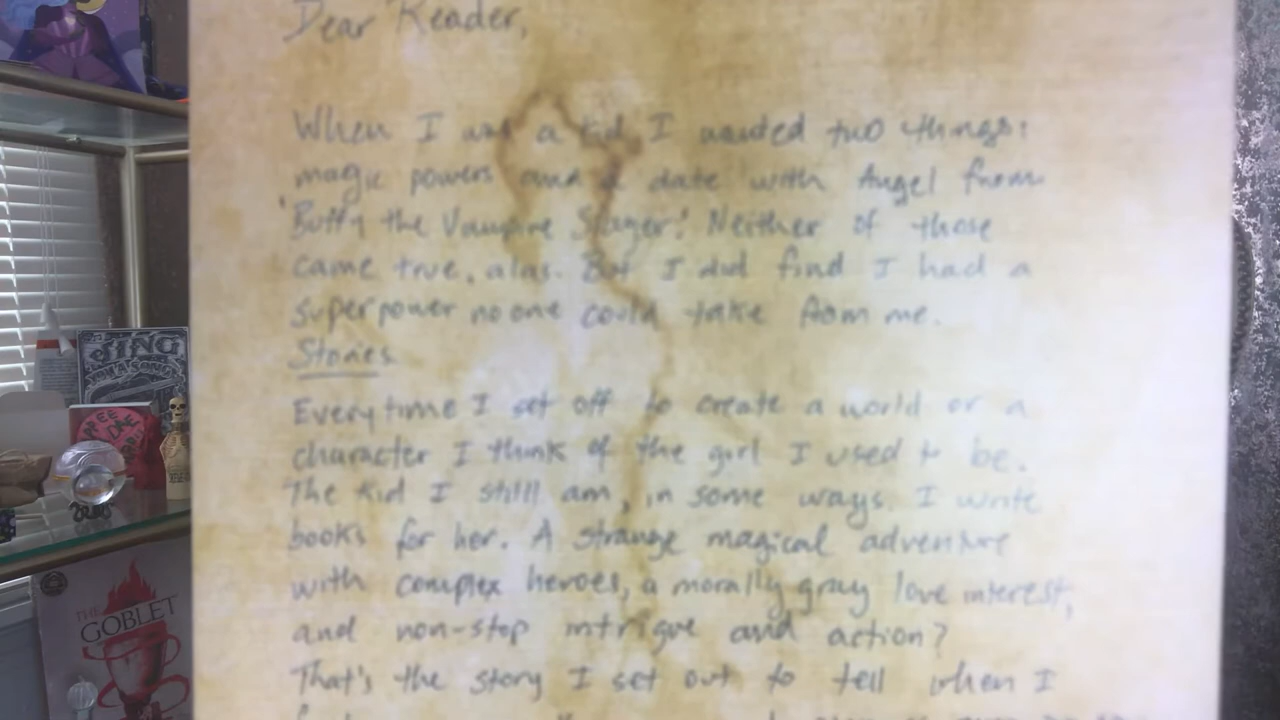 Dear Reader,
When I was a kid I wanted two things:
magic powers and a date with Angel from
'Buffy the Vampire Slayer'. Neither of those
came true, alas. But I did find I had a
superpower no one could take from me.
Stories
Everytime I set off to create a world or a
character I think of the girl I used to be.
The kid I still am, in some ways. I write
books for her. A strange magical adventure
with complex heroes, a morally gray love interest,
and non-stop intrigue and action?
That's the story I set out to tell when I
JING
THE
GOBLET